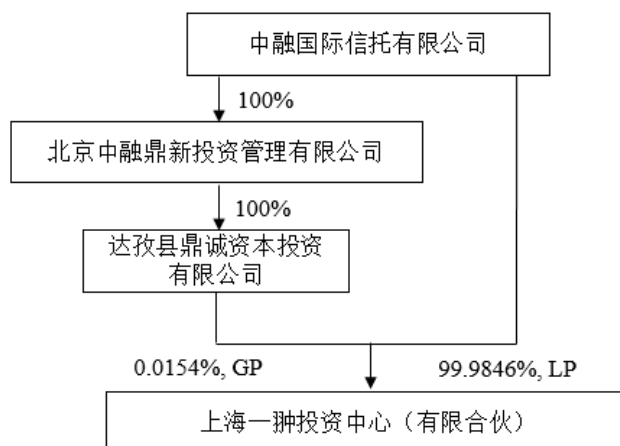 中融国际信托有限公司
100%
北京中融鼎新投资管理有限公司
100%
达孜县鼎诚资本投资
有限公司
0.0154%, GP
99.9846%, LP
上海一翀投资中心（有限合伙）